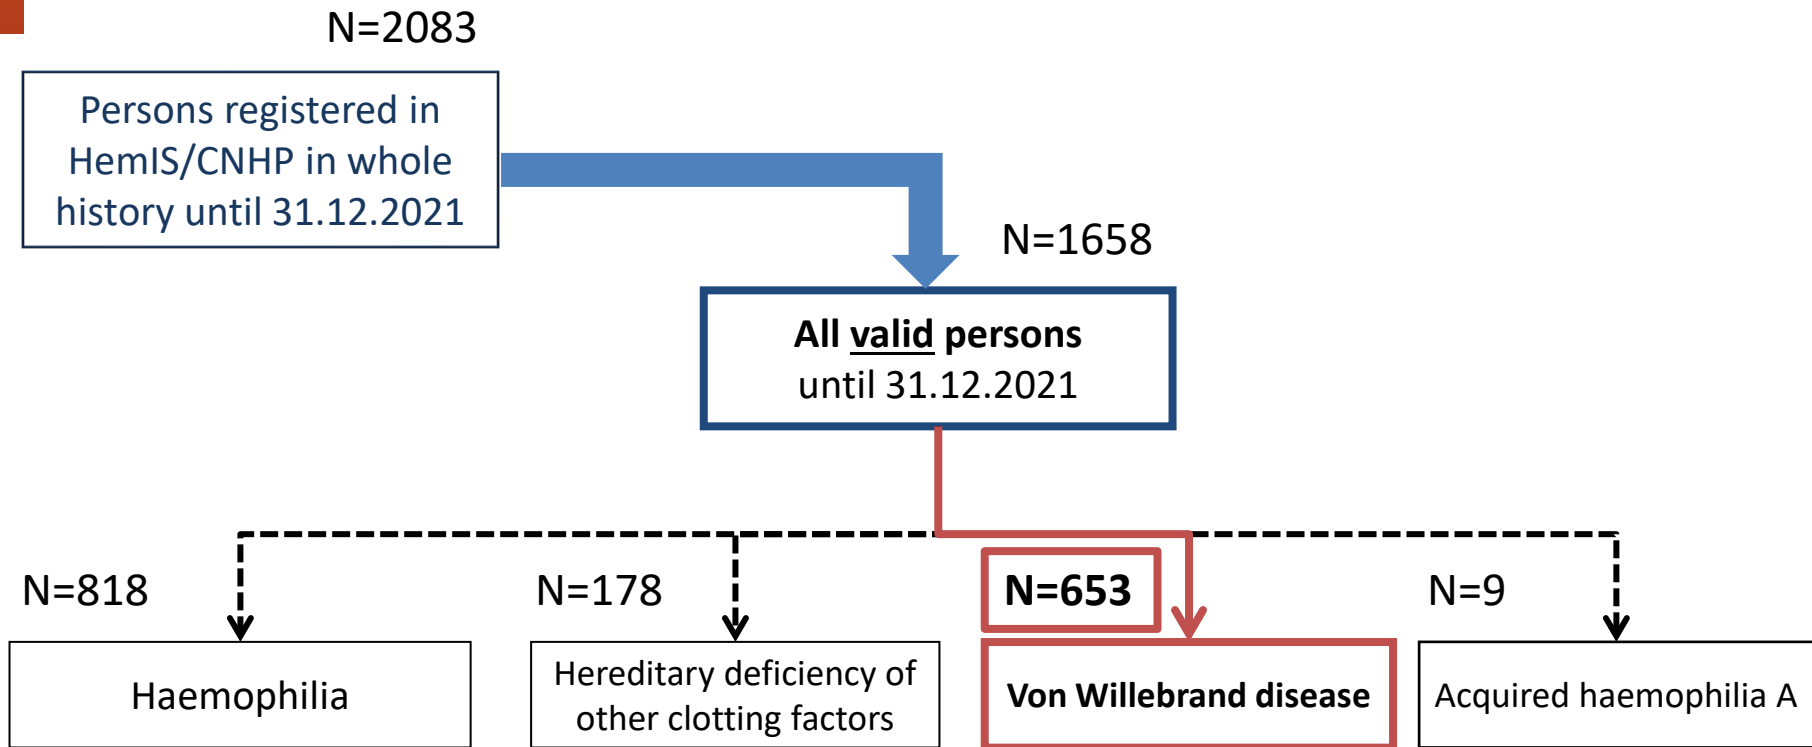 N=2083
Persons registered in
HemIS/CNHP in whole
history until 31.12.2021
N=1658
All valid persons
until 31.12.2021
N=818
Haemophilia
N=178
Hereditary deficiency of
other clotting factors
N=653
Von Willebrand disease
N=9
Acquired haemophilia A